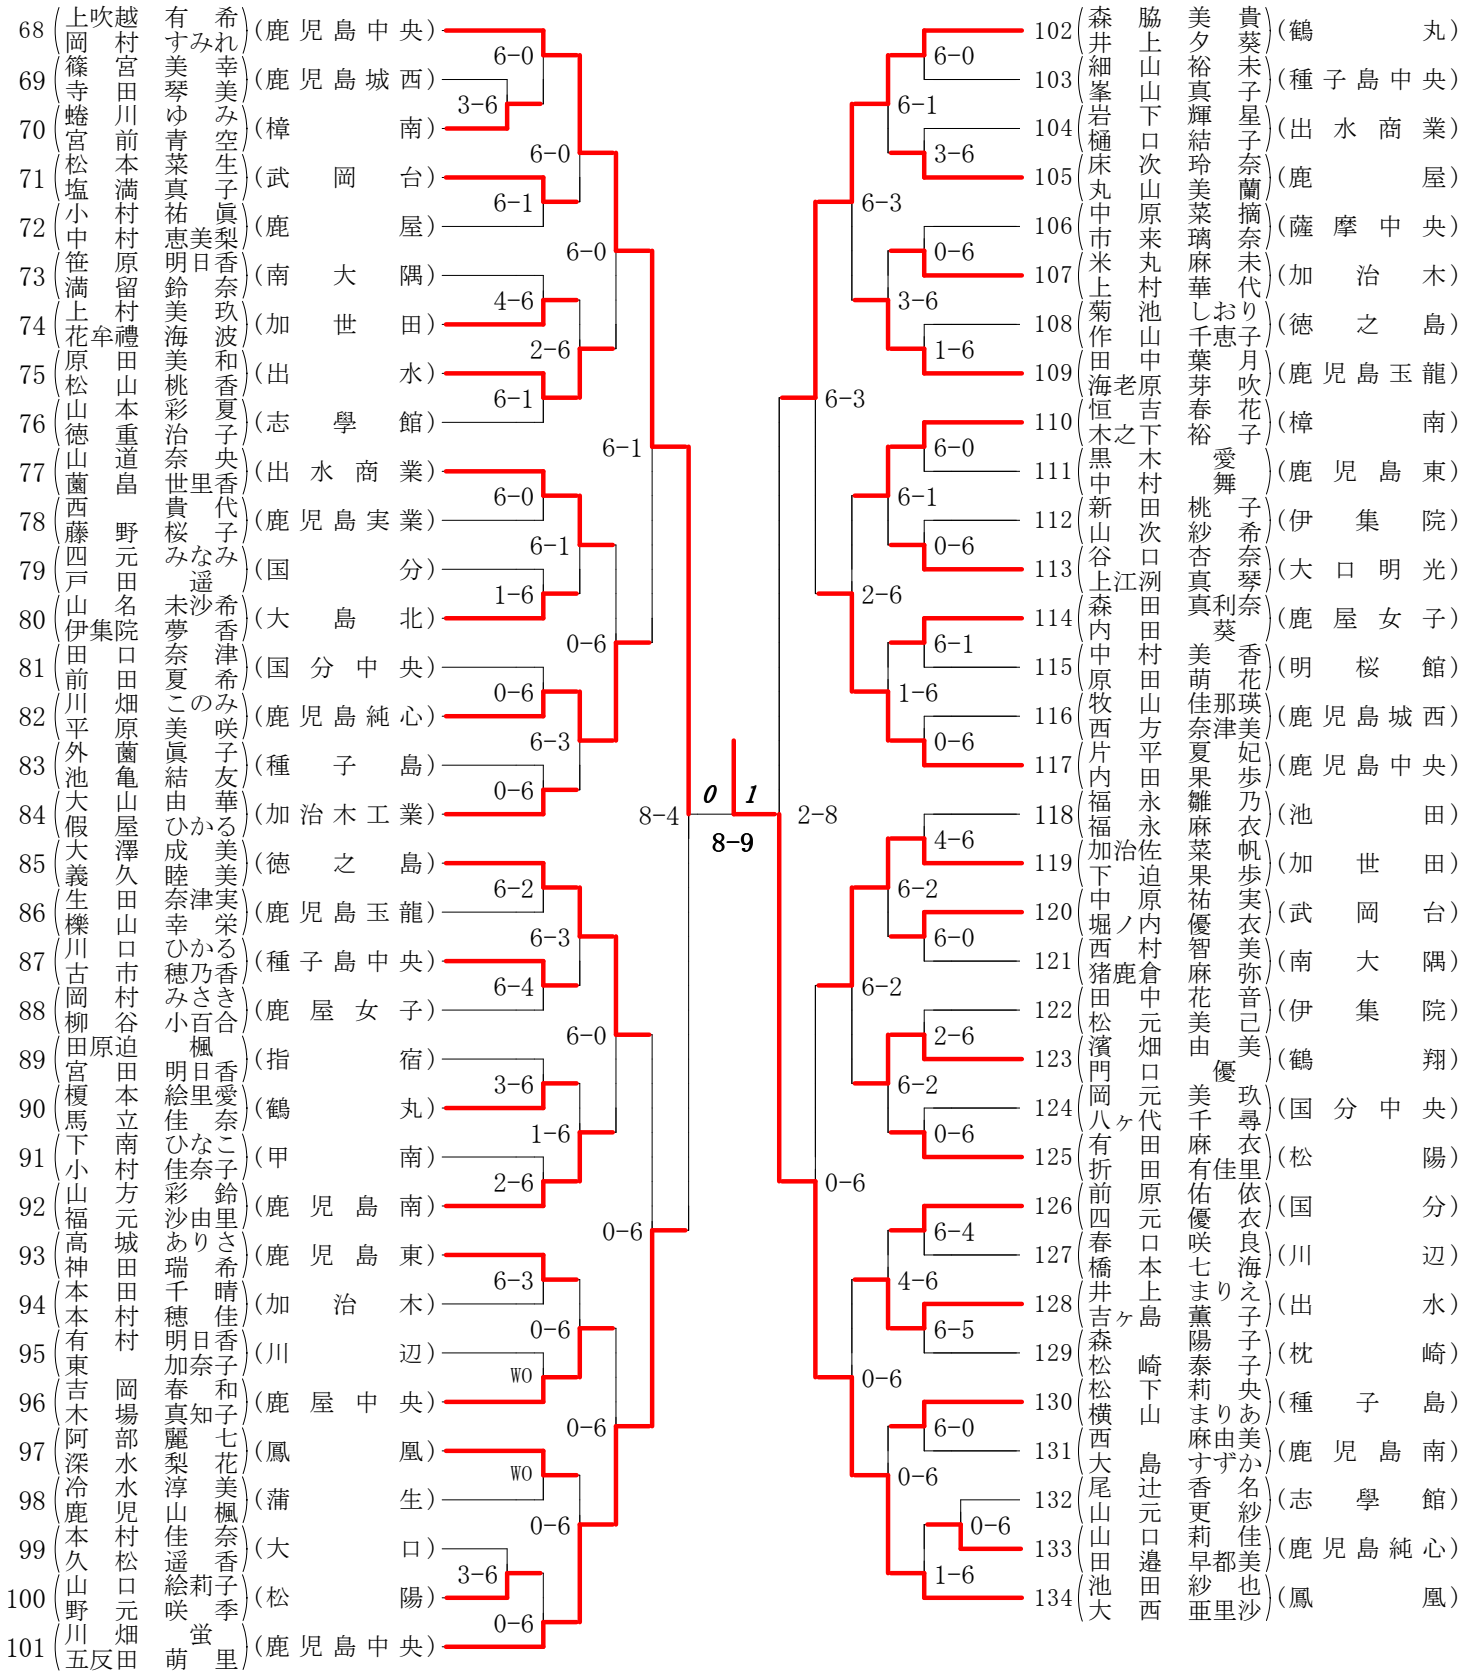 68 (上吹越 有希 岡村 すみれ) (鹿児島中央)
69 (篠宮 美幸 寺田 琴美) (鹿児島城西)
70 (蜷川 ゆみ 宮前 青空) (樟南)
71 (松本 菜生 塩満 真子) (武岡台)
72 (小村 祐眞 中村 恵美梨) (鹿屋)
73 (笹原 明日香 満留 鈴奈) (南大隅)
74 (上村 美玖 花牟禮 海波) (加世田)
75 (原田 美和 松山 桃香) (出水)
76 (山本 彩夏 徳重 治子) (志學館)
77 (山道 奈央 薗畠 世里香) (出水商業)
78 (西 貴代 藤野 桜子) (鹿児島実業)
79 (四元 みなみ 戸田 遥) (国分)
80 (山名 未沙希 伊集院 夢香) (大島北)
81 (田口 奈津 前田 夏希) (国分中央)
82 (川畑 このみ 平原 美咲) (鹿児島純心)
83 (外薗 眞子 池亀 結友) (種子島)
84 (大山 由華 假屋 ひかる) (加治木工業)
85 (大澤 成美 義久 睦美) (徳之島)
86 (生田 奈津実 櫟山 幸栄) (鹿児島玉龍)
87 (川口 ひかる 古市 穂乃香) (種子島中央)
88 (岡村 みさき 柳谷 小百合) (鹿屋女子)
89 (田原迫 楓 宮田 明日香) (指宿)
90 (榎本 絵里愛 馬立 佳奈) (鶴丸)
91 (下南 ひなこ 小村 佳奈子) (甲南)
92 (山方 彩鈴 福元 沙由里) (鹿児島南)
93 (高城 ありさ 神田 瑞希) (鹿児島東)
94 (本田 千晴 本村 穂佳) (加治木)
95 (有村 明日香 東 加奈子) (川辺)
96 (吉岡 春和 木場 真知子) (鹿屋中央)
97 (阿部 麗七 深水 梨花) (鳳凰)
98 (冷水 淳美 鹿児山 楓) (蒲生)
99 (本村 佳奈 久松 遥香) (大口)
100 (山口 絵莉子 野元 咲季) (松陽)
101 (川畑 蛍 五反田 萌里) (鹿児島中央)
6-0
3-6
6-0
6-1
6-0
4-6
2-6
6-1
6-1
6-0
6-1
1-6
0-6
0-6
6-3
0-6
8-4
6-2
6-3
6-4
6-0
3-6
1-6
2-6
0-6
6-3
0-6
WO
0-6
WO
0-6
3-6
0-6
0 1
8-9
102 (森脇 美貴 井上 夕葵) (鶴丸)
103 (細山 裕未 峯山 真子) (種子島中央)
104 (岩下 輝星 樋口 結子) (出水商業)
105 (床次 玲奈 丸山 美蘭) (鹿屋)
106 (中原 菜摘 市来 璃奈) (薩摩中央)
107 (米丸 麻未 上村 華代) (加治木)
108 (菊池 しおり 作山 千恵子) (徳之島)
109 (田中 葉月 海老原 芽吹) (鹿児島玉龍)
110 (恒吉 春花 木之下 裕子) (樟南)
111 (黒木 愛 中村 舞) (鹿児島東)
112 (新田 桃子 山次 紗希) (伊集院)
113 (谷口 杏奈 上江洌 真琴) (大口明光)
114 (森田 真利奈 内田 葵) (鹿屋女子)
115 (中村 美香 原田 萌花) (明桜館)
116 (牧山 佳那瑛 西方 奈津美) (鹿児島城西)
117 (片平 夏妃 内田 果歩) (鹿児島中央)
118 (福永 雛乃 福永 麻衣) (池田)
119 (加治佐 菜帆 下迫 果歩) (加世田)
120 (中原 祐実 堀ノ内 優衣) (武岡台)
121 (西村 智美 猪鹿倉 麻弥) (南大隅)
122 (田中 花音 松元 美己) (伊集院)
123 (濱畑 由美 門口 優) (鶴翔)
124 (岡元 美玖 八ヶ代 千尋) (国分中央)
125 (有田 麻衣 折田 有佳里) (松陽)
126 (前原 佑依 四元 優衣) (国分)
127 (春口 咲良 橋本 七海) (川辺)
128 (井上 まりえ 吉ヶ島 薫子) (出水)
129 (森 陽子 松崎 泰子) (枕崎)
130 (松下 莉央 横山 まりあ) (種子島)
131 (西 麻由美 大島 すずか) (鹿児島南)
132 (尾辻 香名 山元 更紗) (志學館)
133 (山口 莉佳 田邉 早都美) (鹿児島純心)
134 (池田 紗也 大西 亜里沙) (鳳凰)
6-0
6-1
3-6
6-3
0-6
3-6
1-6
6-3
6-0
6-1
0-6
2-6
6-1
1-6
0-6
2-8
4-6
6-2
6-0
6-2
2-6
6-2
0-6
0-6
6-4
4-6
6-5
0-6
6-0
0-6
0-6
1-6